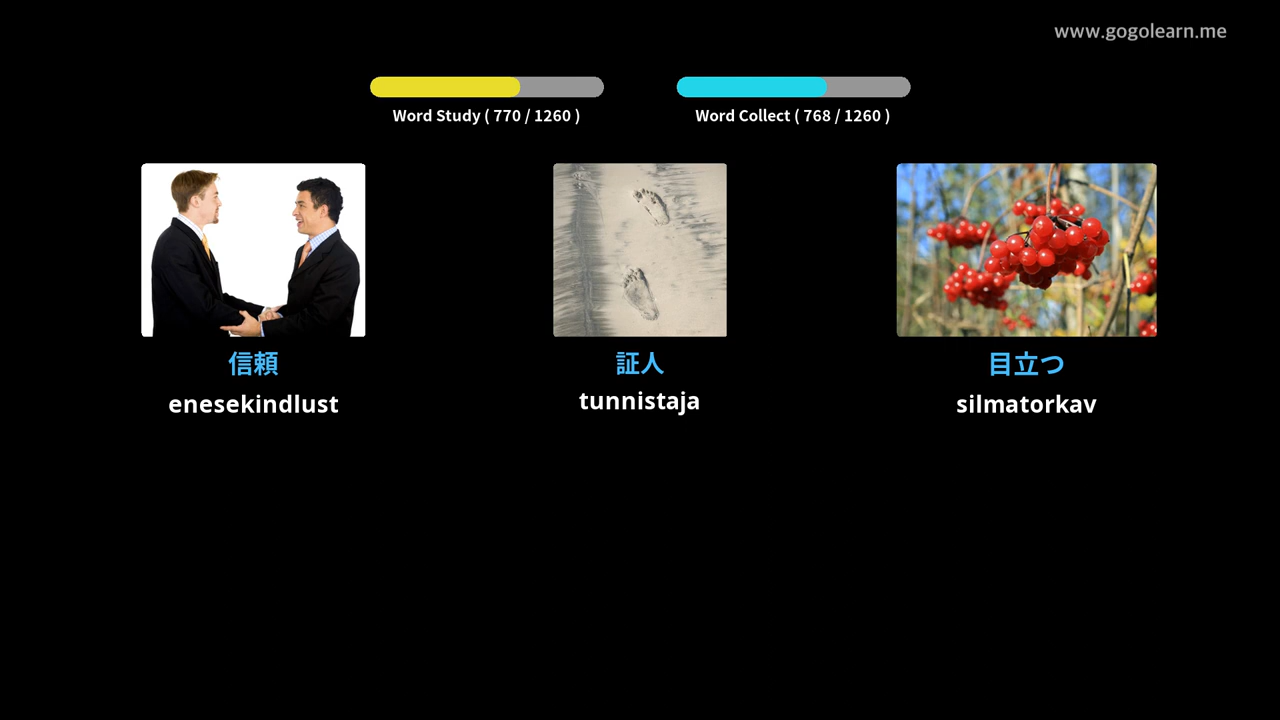 www.gogolearn.me
Word Study ( 770 / 1260 )
Word Collect ( 768 / 1260 )
信頼
enesekindlust
証人
tunnistaja
目立つ
silmatorkav